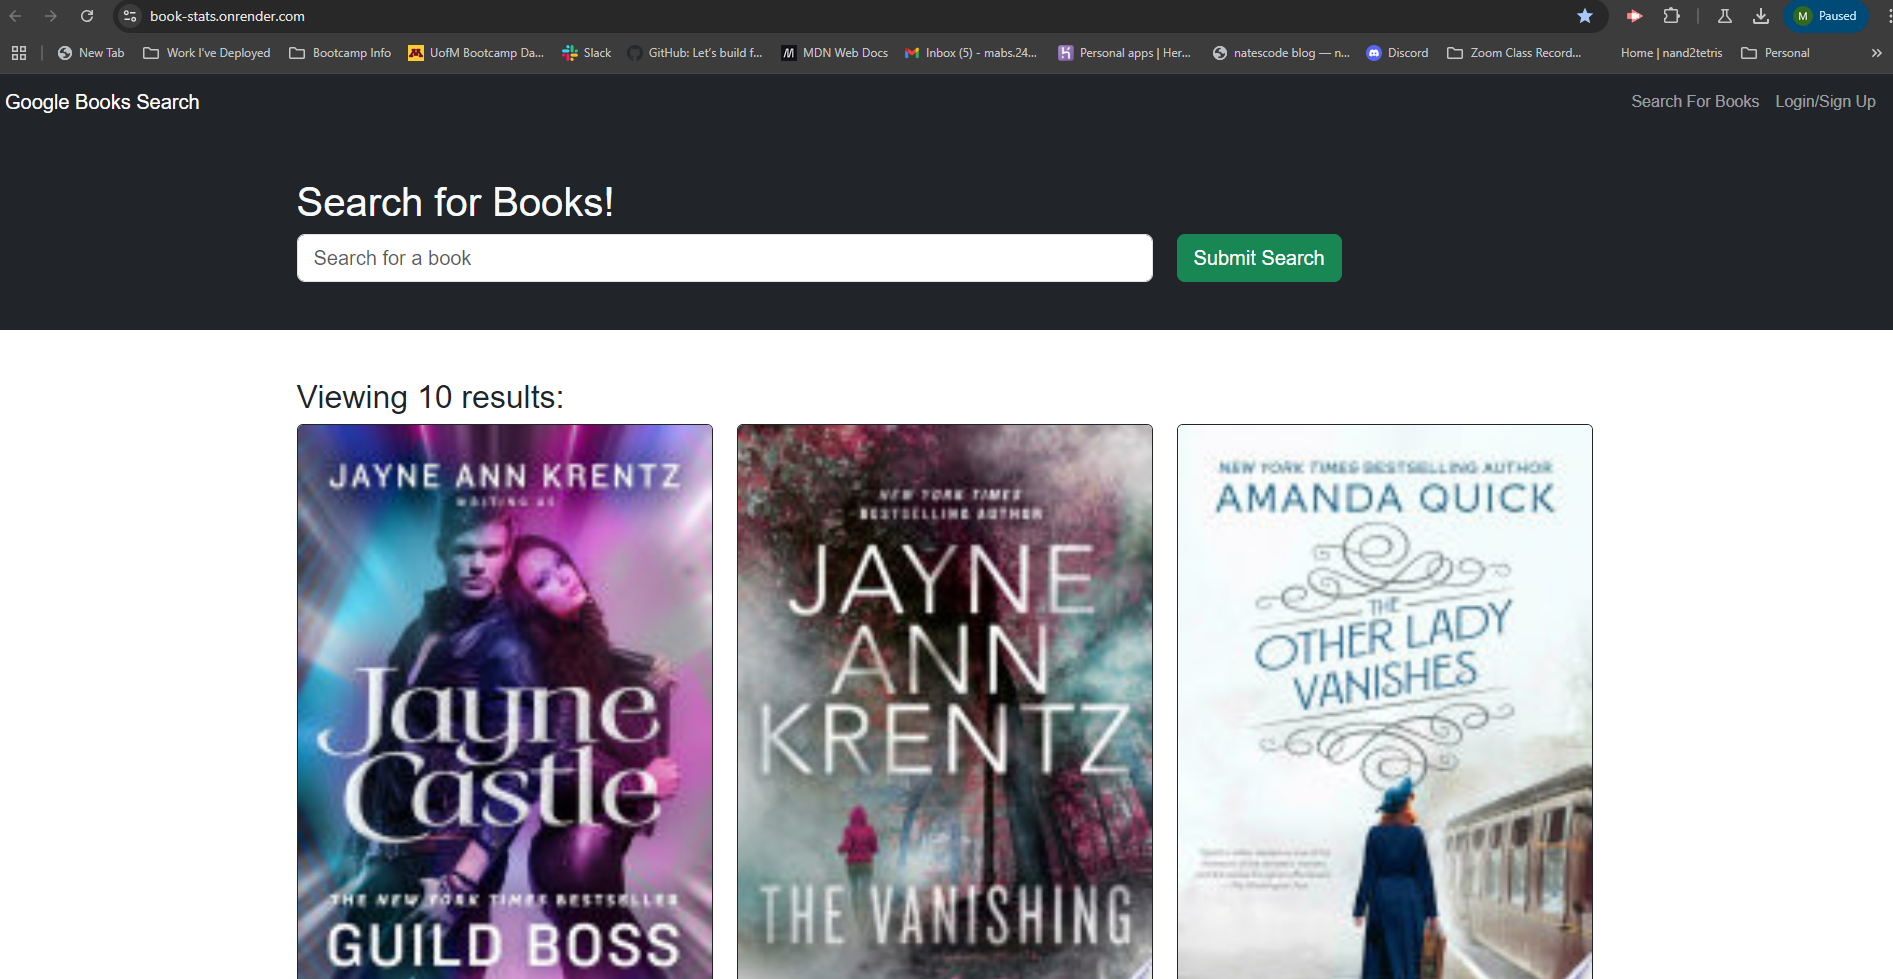 book-stats.onrender.com
M Paused
New Tab
Work I've Deployed
Bootcamp Info
UofM Bootcamp Da...
Slack
GitHub: Let's build f...
MDN Web Docs
Inbox (5) - mabs.24...
Personal apps | Her...
natescode blog — n...
Discord
Zoom Class Record...
Home | nand2tetris
Personal
Google Books Search
Search For Books
Login/Sign Up
Search for Books!
Search for a book
Submit Search
Viewing 10 results:
JAYNE ANN KRENTZ
WRITING AS
Jayne
Castle
THE NEW YORK TIMES BESTSELLER
GUILD BOSS
NEW YORK TIMES
BESTSELLING AUTHOR
JAYNE
ANN
KRENTZ
THE VANISHING
NEW YORK TIMES BESTSELLING AUTHOR
AMANDA QUICK
THE
OTHER LADY
VANISHES